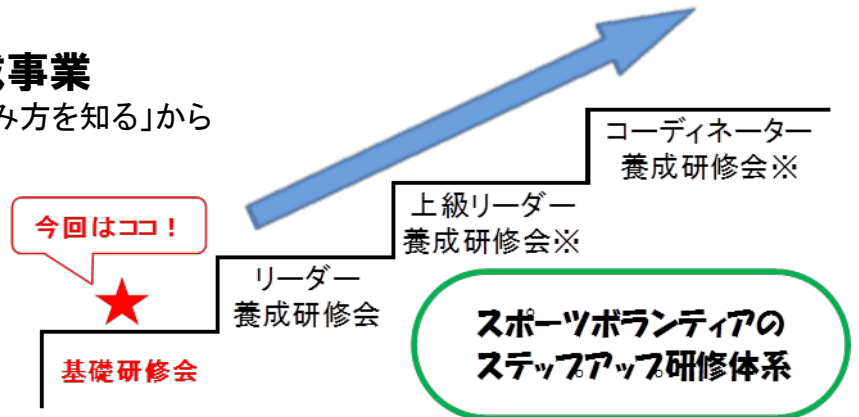 成事業
み方を知る」から
コーディネーター
養成研修会※
上級リーダー
養成研修会※
今回はココ！
リーダー
養成研修会
基礎研修会
スポーツボランティアの
ステップアップ研修体系